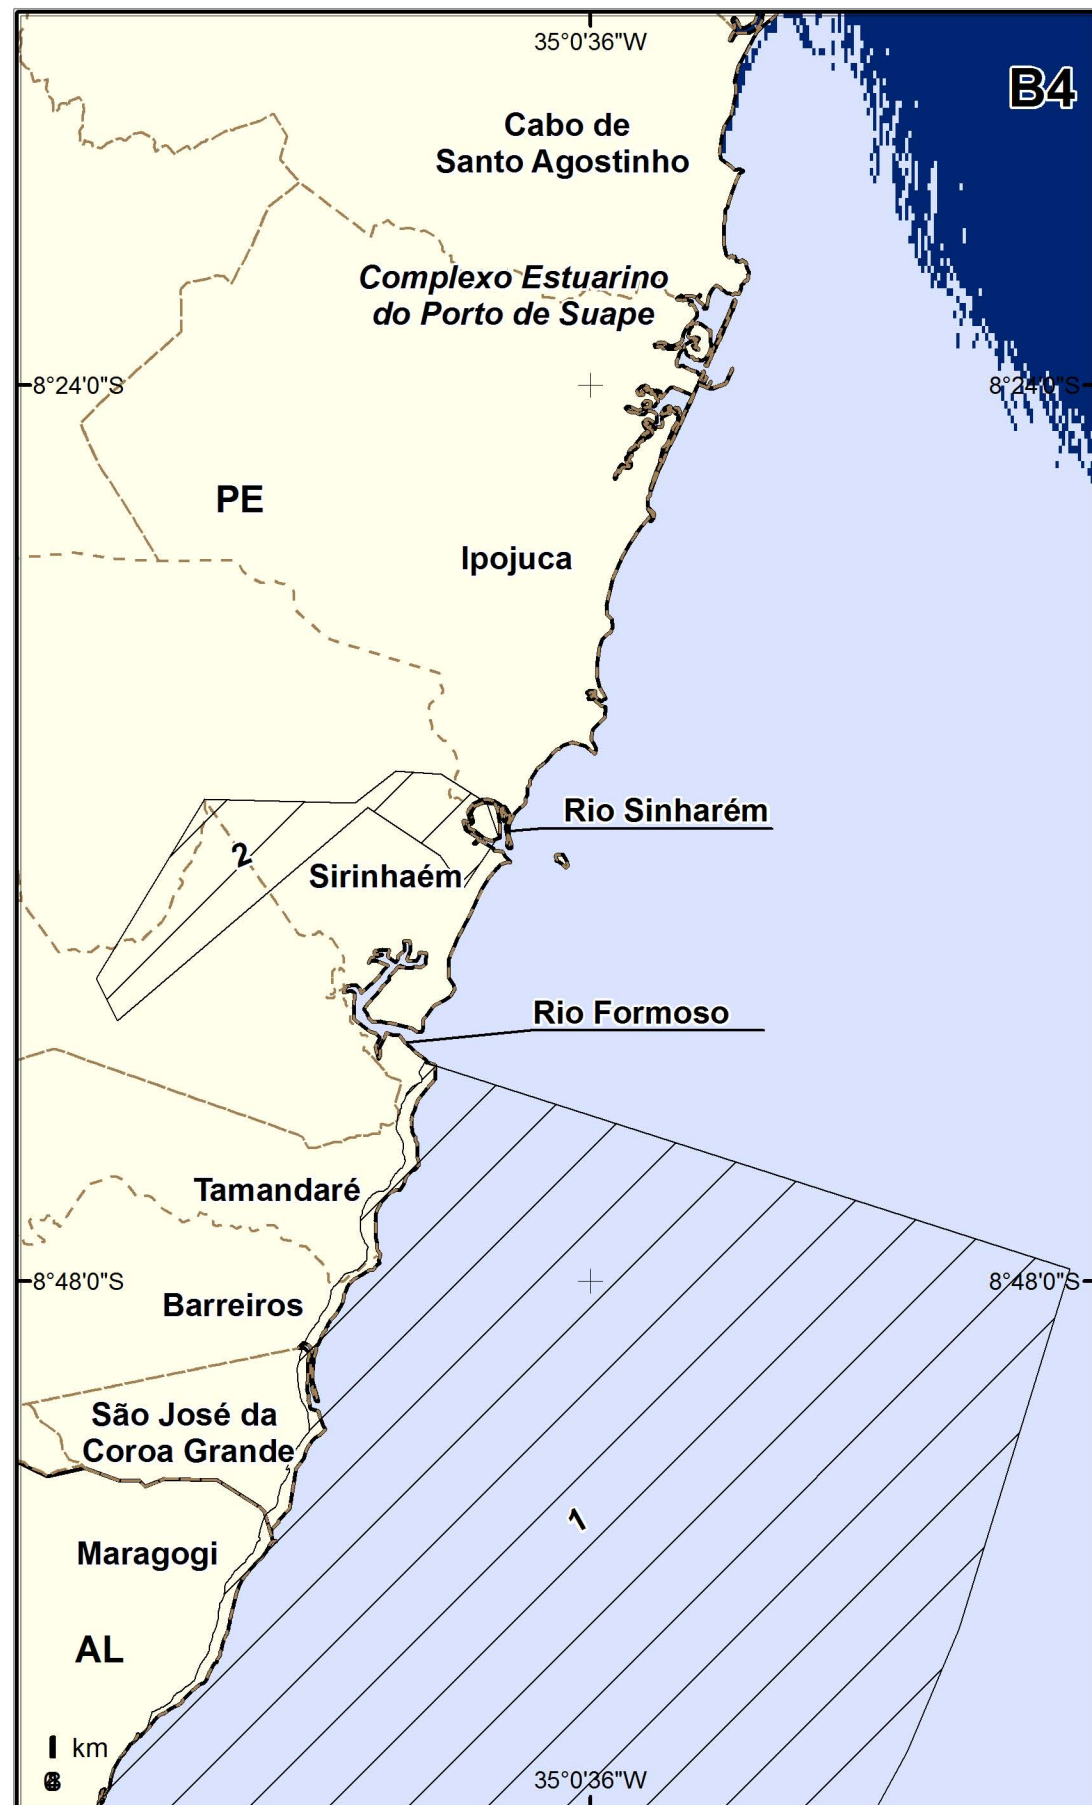 35°0'36"W
B4
Cabo de
Santo Agostinho
Complexo Estuarino
do Porto de Suape
8°24'0"S
8°24'0"S
PE
Ipojuca
Rio Sinharém
2
Sirinhaém
Rio Formoso
Tamandaré
8°48'0"S
8°48'0"S
Barreiros
São José da
Coroa Grande
1
Maragogi
AL
km
35°0'36"W